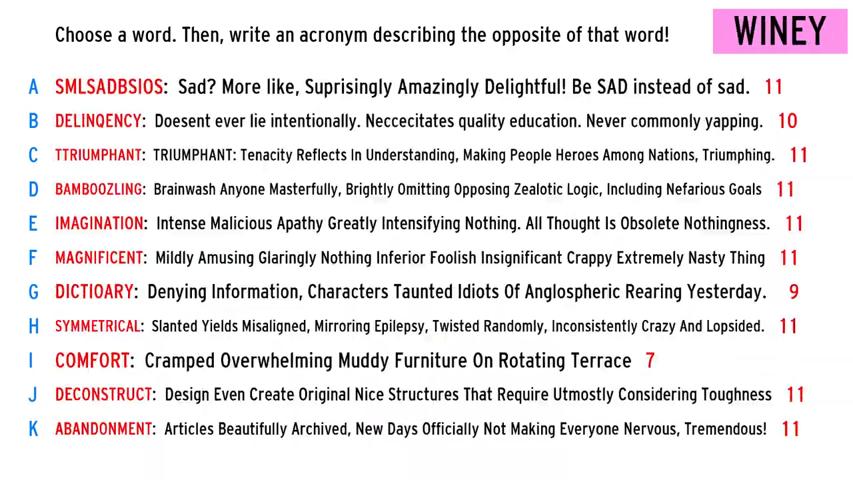 Choose a word. Then, write an acronym describing the opposite of that word!
WINEY
A SMLSADBSIOS: Sad? More like, Suprisingly Amazingly Delightful! Be SAD instead of sad. 11
B DELINQENCY: Doesent ever lie intentionally. Neccecitates quality education. Never commonly yapping. 10
C TTRIUMPHANT: TRIUMPHANT: Tenacity Reflects In Understanding, Making People Heroes Among Nations, Triumphing. 11
D BAMBOOZLING: Brainwash Anyone Masterfully, Brightly Omitting Opposing Zealotic Logic, Including Nefarious Goals 11
E IMAGINATION: Intense Malicious Apathy Greatly Intensifying Nothing. All Thought Is Obsolete Nothingness. 11
F MAGNIFICENT: Mildly Amusing Glaringly Nothing Inferior Foolish Insignificant Crappy Extremely Nasty Thing 11
G DICTIOARY: Denying Information, Characters Taunted Idiots Of Anglospheric Rearing Yesterday. 9
H SYMMETRICAL: Slanted Yields Misaligned, Mirroring Epilepsy, Twisted Randomly, Inconsistently Crazy And Lopsided. 11
I COMFORT: Cramped Overwhelming Muddy Furniture On Rotating Terrace 7
J DECONSTRUCT: Design Even Create Original Nice Structures That Require Utmostly Considering Toughness 11
K ABANDONMENT: Articles Beautifully Archived, New Days Officially Not Making Everyone Nervous, Tremendous! 11